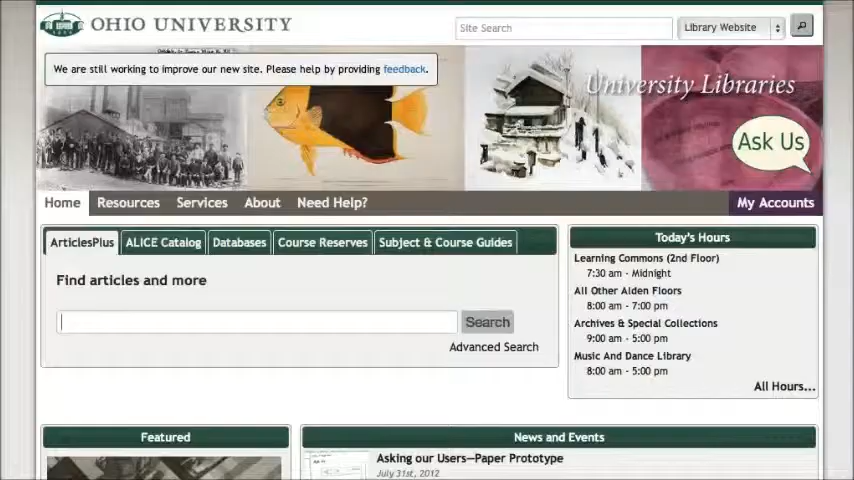 OHIO UNIVERSITY
Site Search
Library Website
We are still working to improve our new site. Please help by providing feedback.
University Libraries
Ask Us
Home
Resources
Services
About
Need Help?
My Accounts
ArticlesPlus
ALICE Catalog
Databases
Course Reserves
Subject & Course Guides
Find articles and more
Search
Advanced Search
Today's Hours
Learning Commons (2nd Floor)
7:30 am - Midnight
All Other Alden Floors
8:00 am - 7:00 pm
Archives & Special Collections
9:00 am - 5:00 pm
Music And Dance Library
8:00 am - 5:00 pm
All Hours...
Featured
News and Events
Asking our Users—Paper Prototype
July 31st, 2012